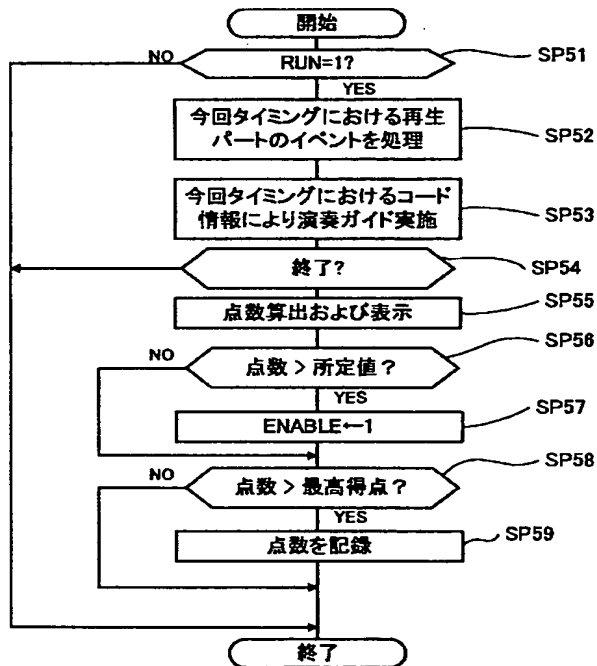 開始
NO
RUN=1?
SP51
YES
今回タイミングにおける再生
パートのイベントを処理
SP52
今回タイミングにおけるコード
情報により演奏ガイド実施
SP53
終了?
SP54
点数算出および表示
SP55
NO
点数 > 所定値?
SP56
YES
ENABLE←1
SP57
NO
点数 > 最高得点?
SP58
YES
点数を記録
SP59
終了